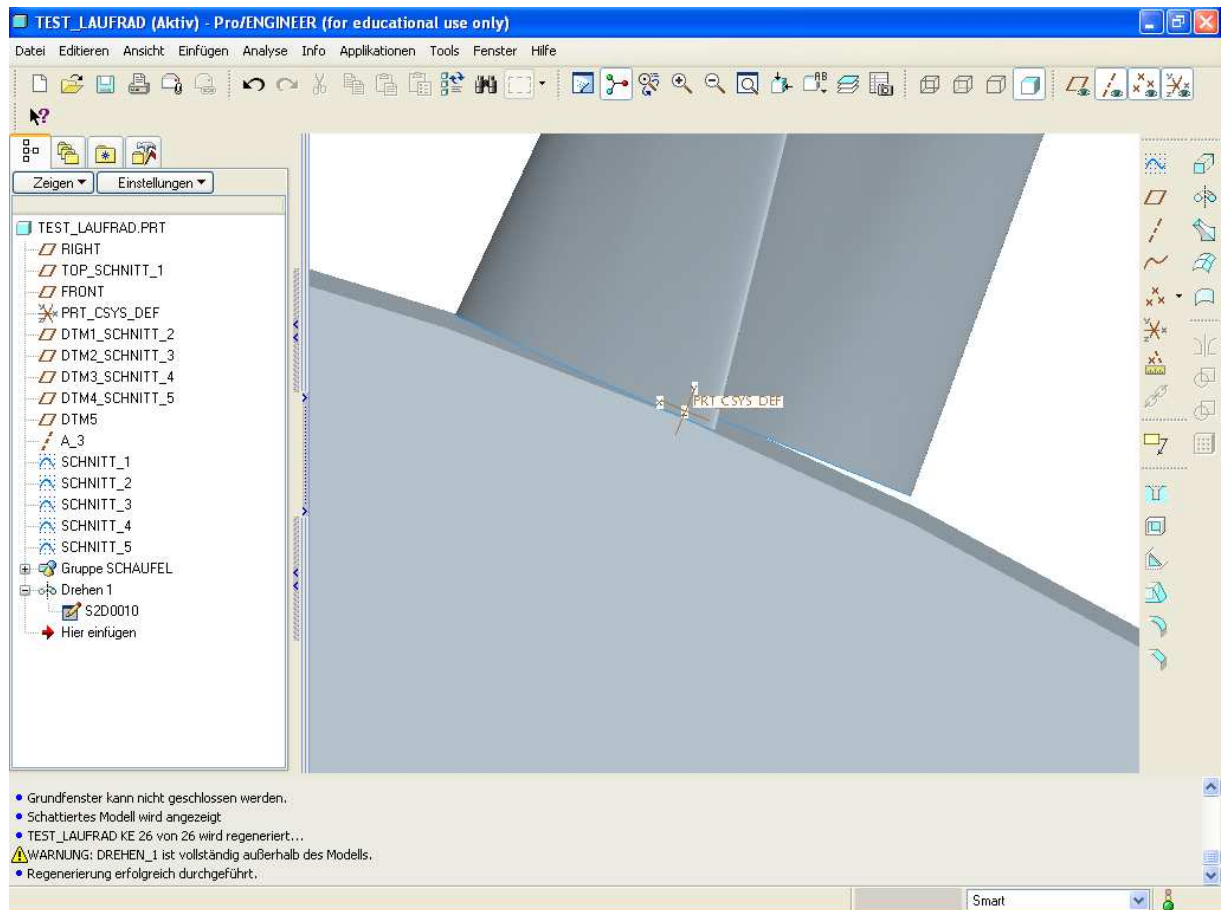 TEST_LAUFRAD (Aktiv) - Pro/ENGINEER (for educational use only)
Datei Editieren Ansicht Einfügen Analyse Info Applikationen Tools Fenster Hilfe
Zeigen Einstellungen
TEST_LAUFRAD.PRT
RIGHT
TOP_SCHNITT_1
FRONT
PRT_CSYS_DEF
DTM1_SCHNITT_2
DTM2_SCHNITT_3
DTM3_SCHNITT_4
DTM4_SCHNITT_5
DTM5
A_3
SCHNITT_1
SCHNITT_2
SCHNITT_3
SCHNITT_4
SCHNITT_5
Gruppe SCHAUFEL
Drehen 1
S2D0010
Hier einfügen
PRT_CSYS_DEF
Grundfenster kann nicht geschlossen werden.
Schattiertes Modell wird angezeigt
TEST_LAUFRAD KE 26 von 26 wird regeneriert...
WARNUNG: DREHEN_1 ist vollständig außerhalb des Modells.
Regenerierung erfolgreich durchgeführt.
Smart